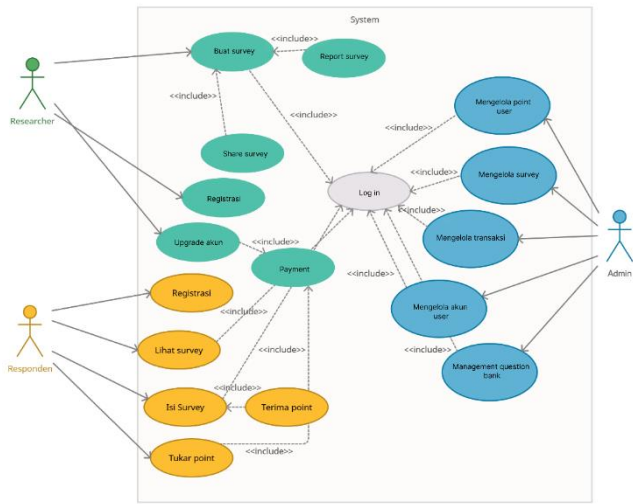 System
Buat survey
<<include>>
Report survey
Researcher
<<include>>
<<include>>
Mengelola point
user
<<include>>
Share survey
Mengelola survey
<<include>>
Log in
Registrasi
<<include>>
Mengelola transaksi
Upgrade akun
<<include>>
Payment
<<include>>
Admin
Registrasi
Mengelola akun
user
<<include>>
Responden
Lihat survey
<<include>>
<<include>>
Management question
bank
<<include>>
Isi Survey
Terima point
Tukar point
<<include>>